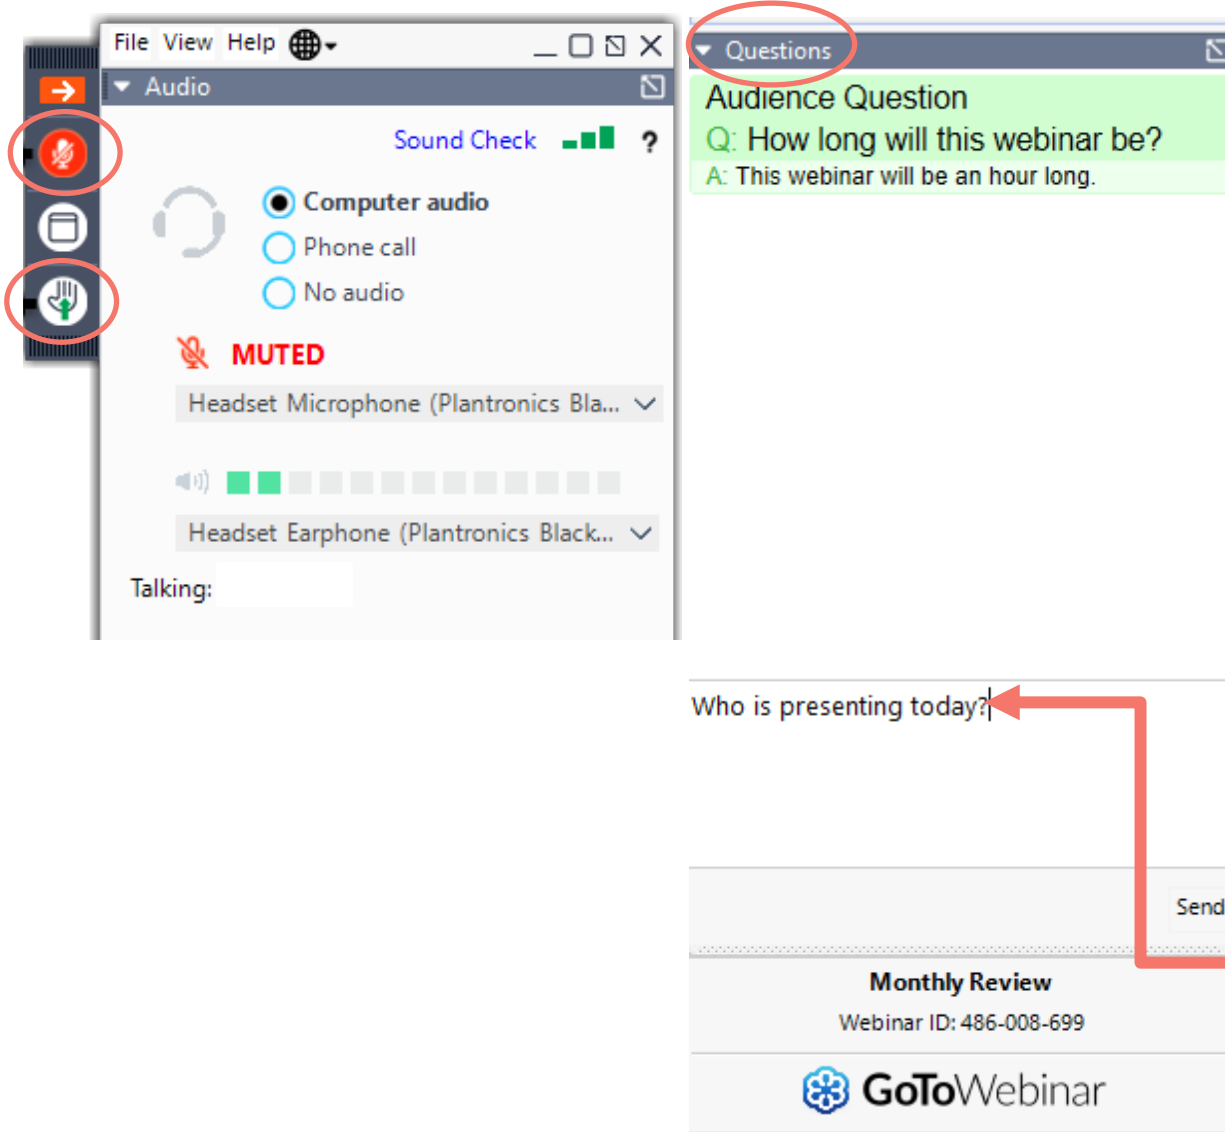 File View Help
Audio
Sound Check ?
Computer audio
Phone call
No audio
MUTED
Headset Microphone (Plantronics Bla...
Headset Earphone (Plantronics Black...
Talking:
Questions
Audience Question
Q: How long will this webinar be?
A: This webinar will be an hour long.
Who is presenting today?
Send
Monthly Review
Webinar ID: 486-008-699
GoToWebinar